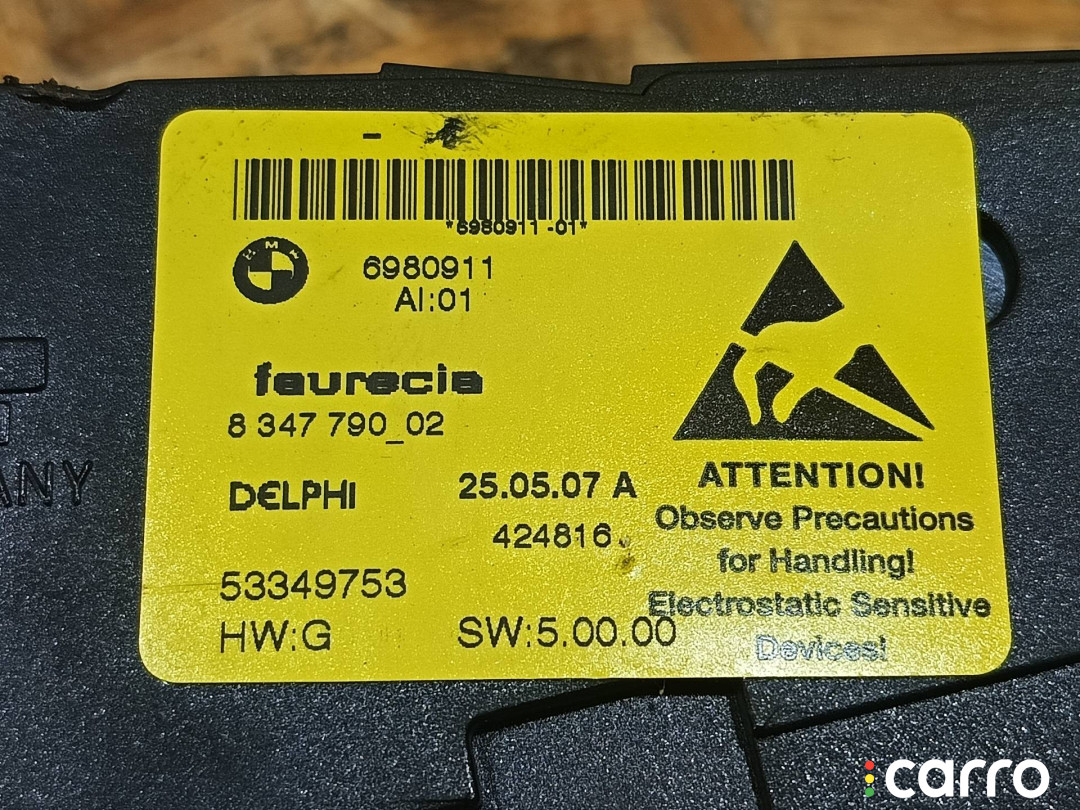 -
*6980911-01*
BMW
6980911
AI:01
faurecia
8 347 790_02
DELPHI
25.05.07 A
424816
53349753
HW:G
SW:5.00.00
ATTENTION!
Observe Precautions
for Handling!
Electrostatic Sensitive
Devices!
ANY
carro